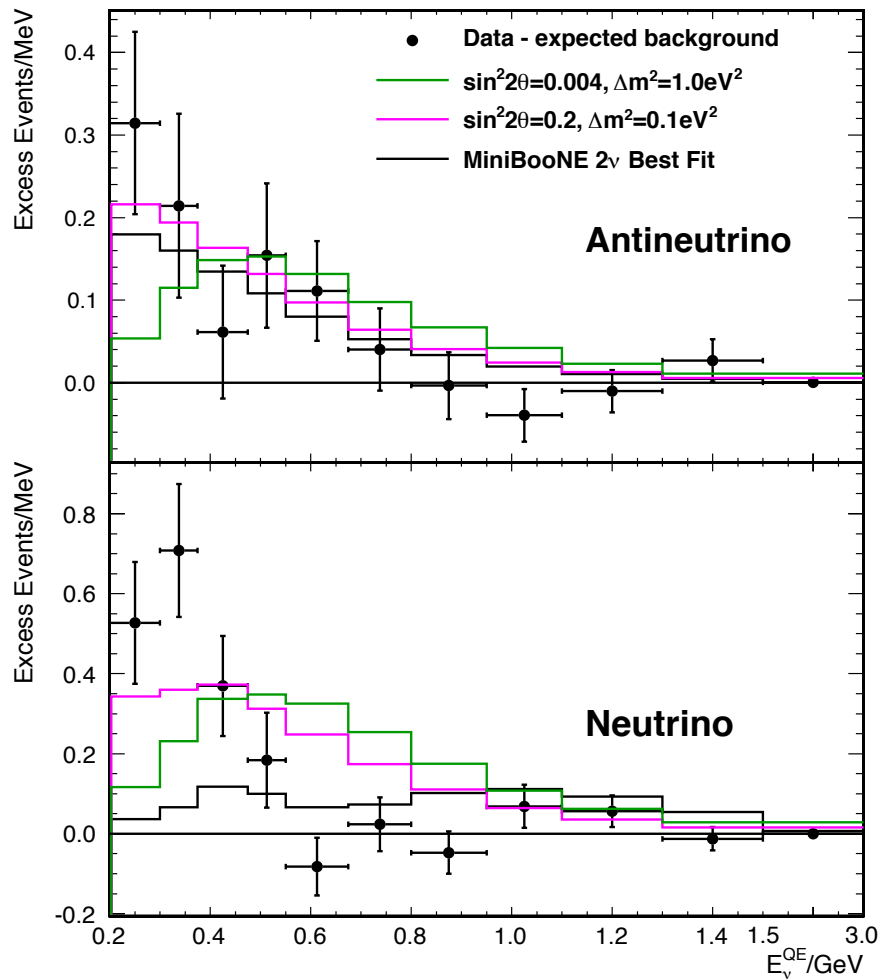 Excess Events/MeV
0.4
0.3
0.2
0.1
0.0
Data - expected background
sin²2θ=0.004, Δm²=1.0eV²
sin²2θ=0.2, Δm²=0.1eV²
MiniBooNE 2ν Best Fit
Antineutrino
Excess Events/MeV
0.8
0.6
0.4
0.2
0.0
-0.2
Neutrino
0.2 0.4 0.6 0.8 1.0 1.2 1.4 1.5 3.0
E_ν^QE/GeV